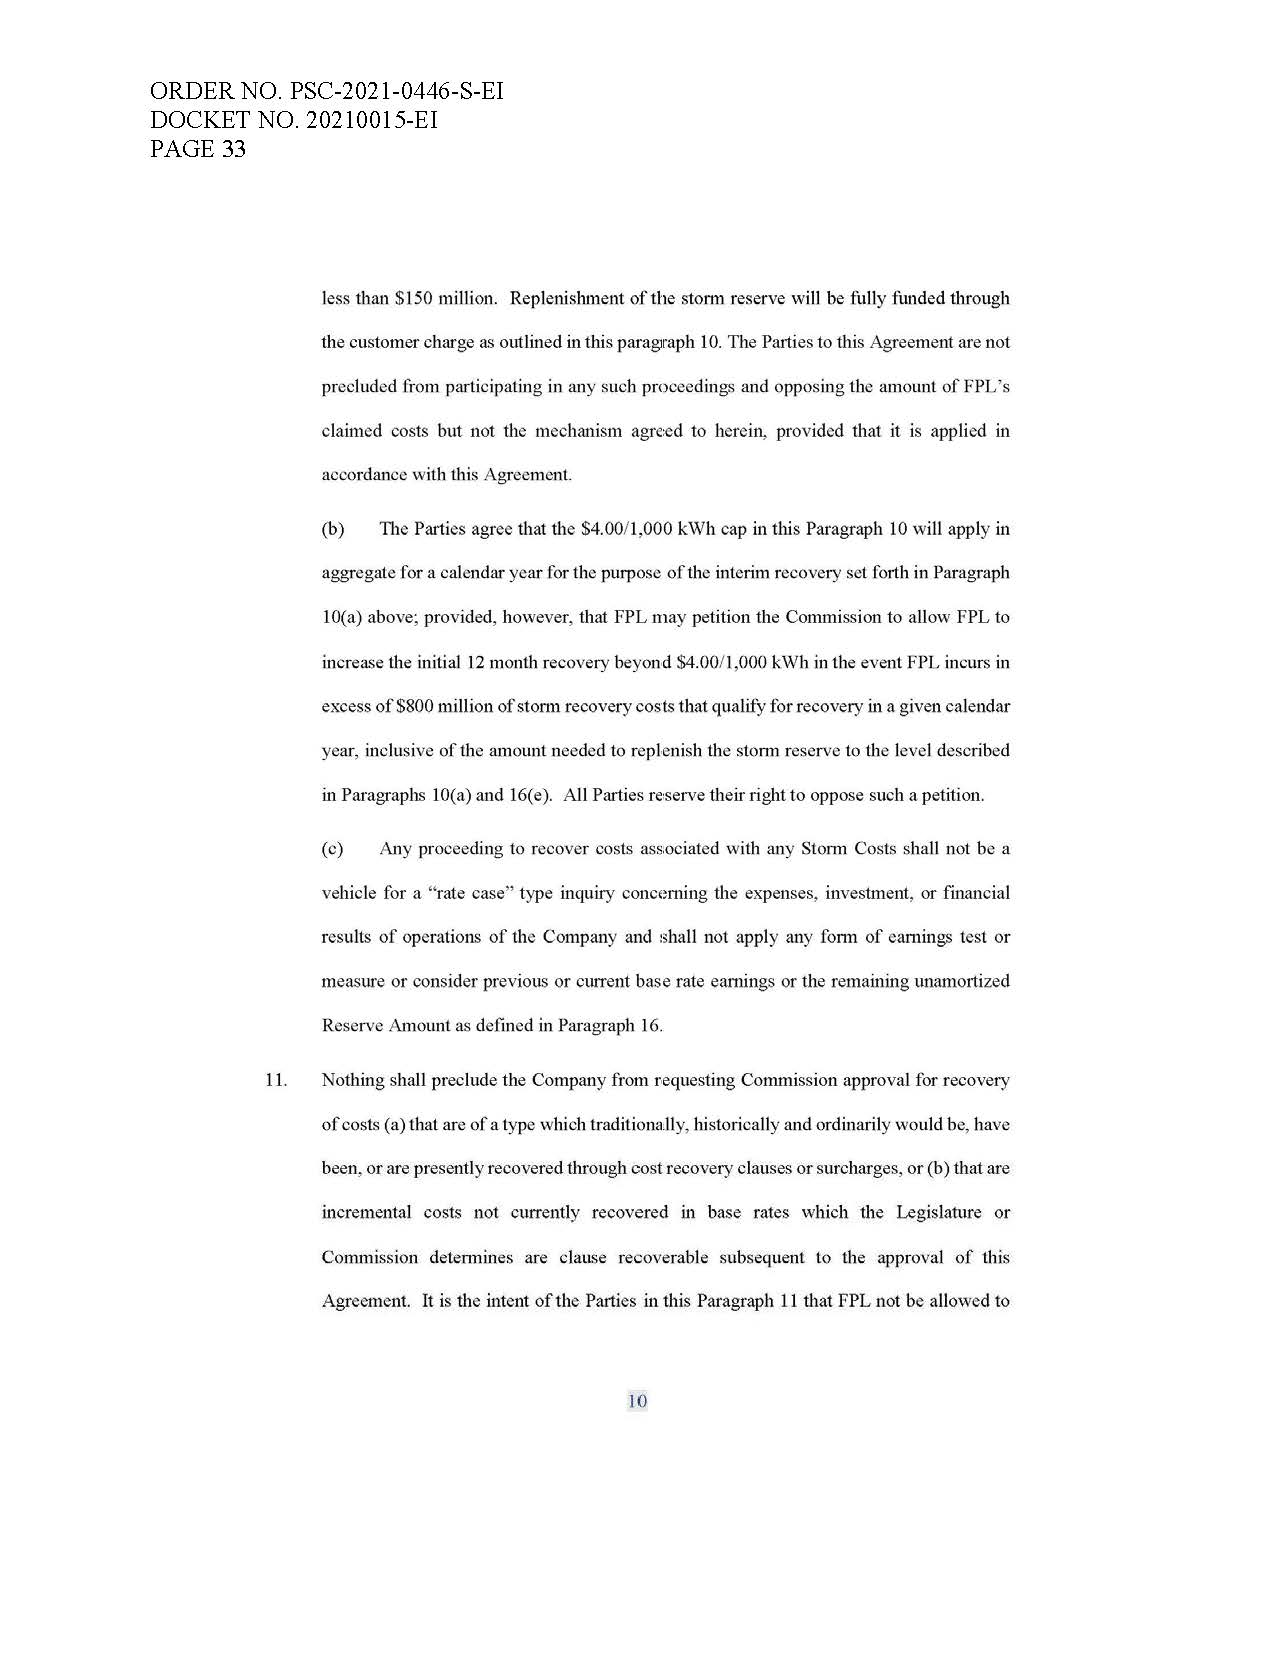 ORDER NO. PSC-2021-0446-S-EI
DOCKET NO. 20210015-EI
PAGE 33
less than $150 million. Replenishment of the storm reserve will be fully funded through
the customer charge as outlined in this paragraph 10. The Parties to this Agreement are not
precluded from participating in any such proceedings and opposing the amount of FPL’s
claimed costs but not the mechanism agreed to herein, provided that it is applied in
accordance with this Agreement.
(b) The Parties agree that the $4.00/1,000 kWh cap in this Paragraph 10 will apply in
aggregate for a calendar year for the purpose of the interim recovery set forth in Paragraph
10(a) above; provided, however, that FPL may petition the Commission to allow FPL to
increase the initial 12 month recovery beyond $4.00/1,000 kWh in the event FPL incurs in
excess of $800 million of storm recovery costs that qualify for recovery in a given calendar
year, inclusive of the amount needed to replenish the storm reserve to the level described
in Paragraphs 10(a) and 16(e). All Parties reserve their right to oppose such a petition.
(c) Any proceeding to recover costs associated with any Storm Costs shall not be a
vehicle for a “rate case” type inquiry concerning the expenses, investment, or financial
results of operations of the Company and shall not apply any form of earnings test or
measure or consider previous or current base rate earnings or the remaining unamortized
Reserve Amount as defined in Paragraph 16.
11. Nothing shall preclude the Company from requesting Commission approval for recovery
of costs (a) that are of a type which traditionally, historically and ordinarily would be, have
been, or are presently recovered through cost recovery clauses or surcharges, or (b) that are
incremental costs not currently recovered in base rates which the Legislature or
Commission determines are clause recoverable subsequent to the approval of this
Agreement. It is the intent of the Parties in this Paragraph 11 that FPL not be allowed to
10